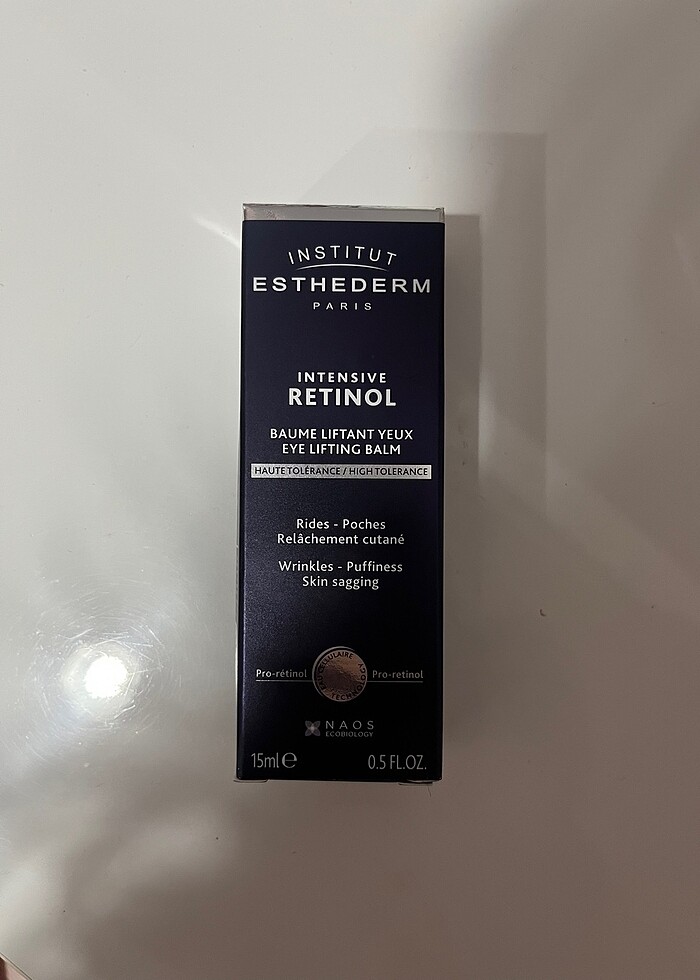 INSTITUT
ESTHEDERM
PARIS
INTENSIVE
RETINOL
BAUME LIFTANT YEUX
EYE LIFTING BALM
HAUTE TOLÉRANCE / HIGH TOLERANCE
Rides - Poches
Relâchement cutané
Wrinkles - Puffiness
Skin sagging
Pro-rétinol
Pro-retinol
TECHNOLOGY
NAOS
ECOBIOLOGY
15ml e
0.5 FL.OZ.